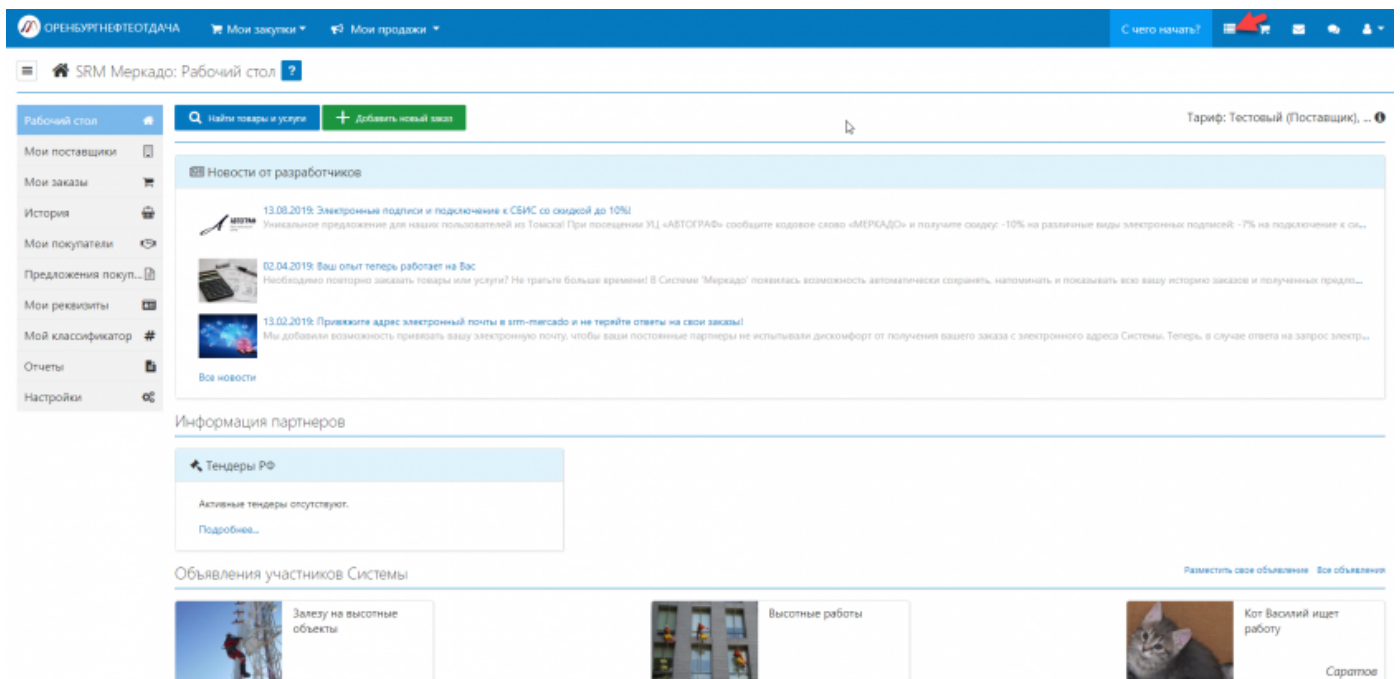 ОРЕНБУРГНЕФТЕОТДАЧА Мои закупки Мои продажи С чего начать?
SRM Меркадо: Рабочий стол ?
Рабочий стол
Мои поставщики
Мои заказы
История
Мои покупатели
Предложения покуп...
Мои реквизиты
Мой классификатор #
Отчеты
Настройки
Найти товары и услуги + Добавить новый заказ Тариф: Тестовый (Поставщик), ...
Новости от разработчиков
АВТОГРАФ
13.08.2019: Электронные подписи и подключение к СБИС со скидкой до 10%!
Уникальное предложение для наших пользователей из Томска! При посещении УЦ «АВТОГРАФ» сообщите кодовое слово «МЕРКАДО» и получите скидку: -10% на различные виды электронных подписей; -7% на подключение к си...
02.04.2019: Ваш опыт теперь работает на Вас
Необходимо повторно заказать товары или услуги? Не тратьте больше времени! В Системе 'Меркадо' появилась возможность автоматически сохранять, напоминать и показывать всю вашу историю заказов и полученных предло...
13.02.2019: Привяжите адрес электронный почты в srm-mercado и не теряйте ответы на свои заказы!
Мы добавили возможность привязать вашу электронную почту, чтобы ваши постоянные партнеры не испытывали дискомфорт от получения вашего заказа с электронного адреса Системы. Теперь, в случае ответа на запрос электр...
Все новости
Информация партнеров
Тендеры РФ
Активные тендеры отсутствуют.
Подробнее...
Объявления участников Системы Разместить свое объявление Все объявления
Залезу на высотные
объекты
Высотные работы
Кот Василий ищет
работу
Саратов